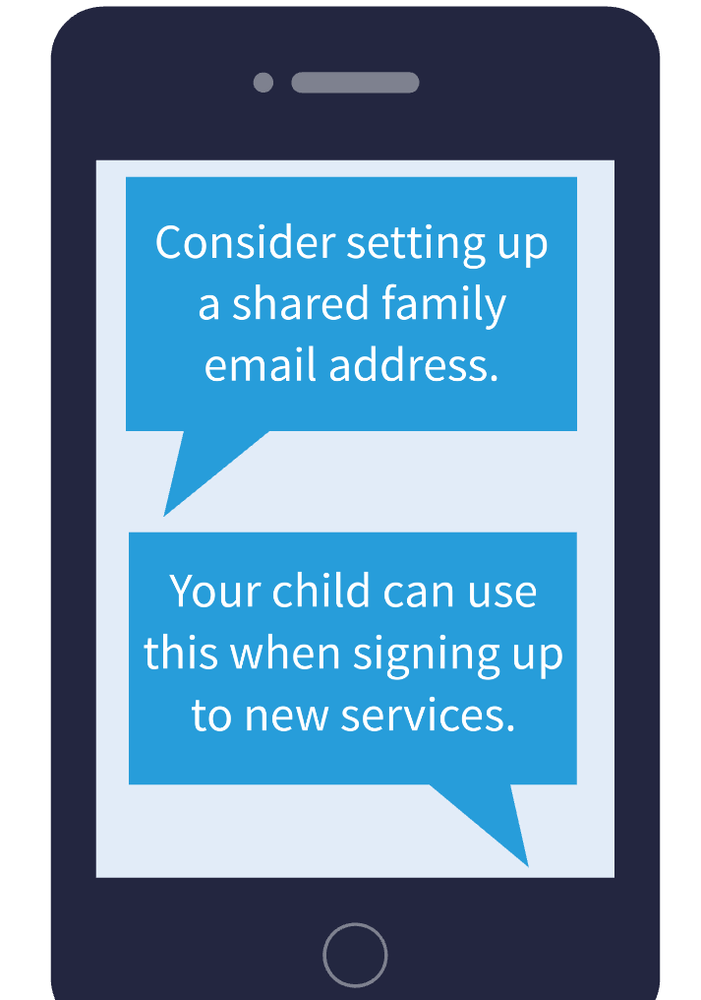 Consider setting up
a shared family
email address.
Your child can use
this when signing up
to new services.